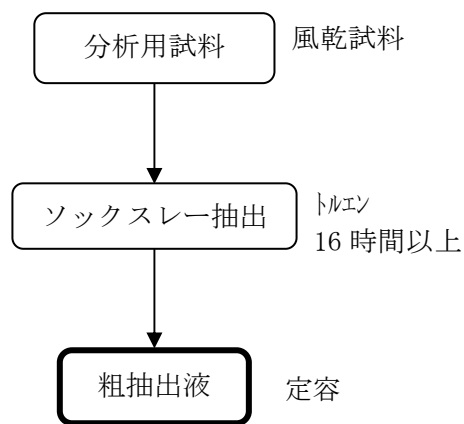 分析用試料
風乾試料
ソックスレー抽出
ﾄﾙｴﾝ
16 時間以上
粗抽出液
定容